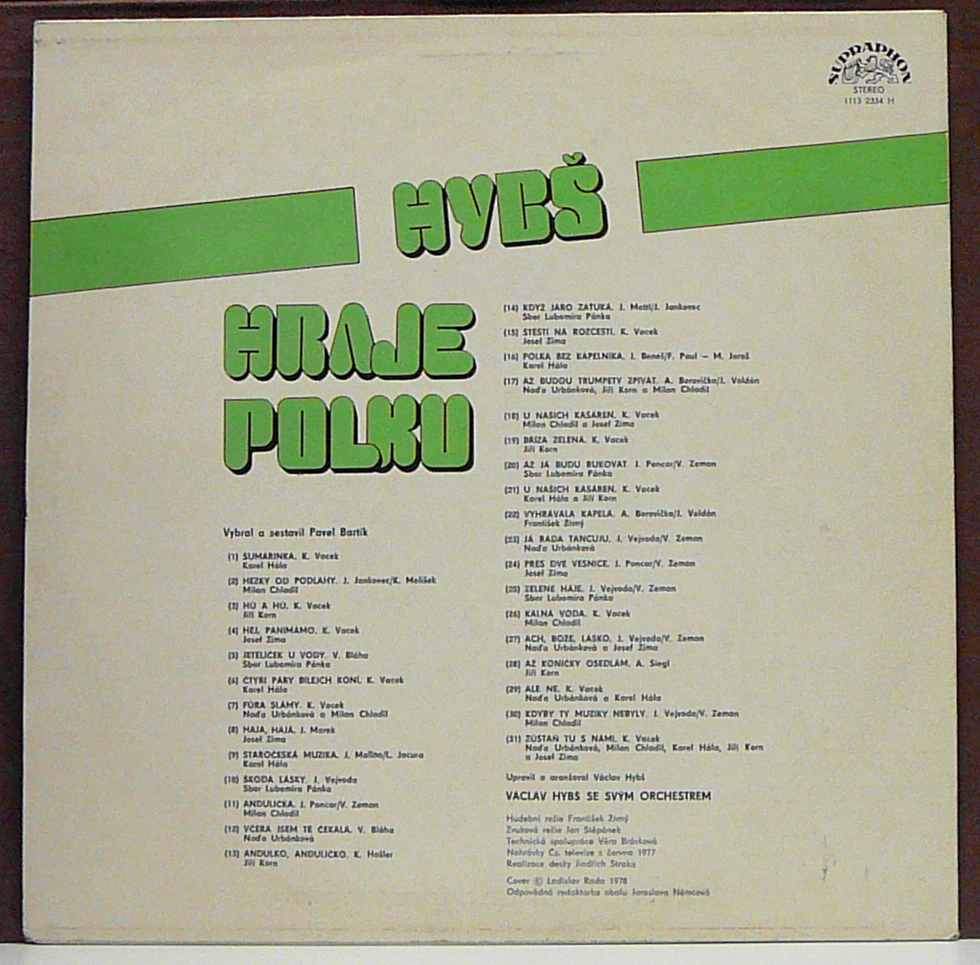 SUPRAPHON
STEREO
1113 2334 H
HYBŠ
HRAJE
POLKU
Vybral a sestavil Pavel Bartík
(1) SUMARINKA. K. Vacek
Karel Hála
(2) HEZKY OD PODLAHY. J. Jankovec/K. Melíšek
Milan Chladil
(3) HÚ A HÚ. K. Vacek
Jiří Korn
(4) HEJ, PANIMÁMO. K. Vacek
Josef Zíma
(5) JETELÍČEK U VODY. V. Bláha
Sbor Lubomíra Pánka
(6) ČTYŘI PÁRY BÍLEJCH KONÍ. K. Vacek
Karel Hála
(7) FŮRA SLÁMY. K. Vacek
Naďa Urbánková a Milan Chladil
(8) HÁJA, HÁJÁ. J. Marek
Josef Zíma
(9) STAROČESKÁ MUZIKA. J. Malina/L. Jacura
Karel Hála
(10) ŠKODA LÁSKY. J. Vejvoda
Sbor Lubomíra Pánka
(11) ANDULIČKA. J. Poncar/V. Zeman
Milan Chladil
(12) VČERA JSEM TĚ ČEKALA. V. Bláha
Naďa Urbánková
(13) ANDULKO, ANDULIČKO. K. Hašler
Jiří Korn
(14) KDYŽ JARO ZAŤUKÁ. J. Mottl/J. Jankovec
Sbor Lubomíra Pánka
(15) ŠTĚSTÍ NA ROZCESTÍ. K. Vacek
Josef Zíma
(16) POLKA BEZ KAPELNÍKA. J. Beneš/F. Paul – M. Jaroš
Karel Hála
(17) AŽ BUDOU TRUMPETY ZPÍVAT. A. Borovička/J. Voldán
Naďa Urbánková, Jiří Korn a Milan Chladil
(18) U NAŠICH KASÁREN. K. Vacek
Milan Chladil a Josef Zíma
(19) BŘÍZA ZELENÁ. K. Vacek
Jiří Korn
(20) AŽ JÁ BUDU BUKOVAT. J. Poncar/V. Zeman
Sbor Lubomíra Pánka
(21) U NAŠICH KASÁREN. K. Vacek
Karel Hála a Jiří Korn
(22) VYHRÁVALA KAPELA. A. Borovička/J. Voldán
František Živný
(23) JÁ RÁDA TANCUJU. J. Vejvoda/V. Zeman
Naďa Urbánková
(24) PŘES DVĚ VESNICE. J. Poncar/V. Zeman
Josef Zíma
(25) ZELENÉ HÁJE. J. Vejvoda/V. Zeman
Sbor Lubomíra Pánka
(26) KALNÁ VODA. K. Vacek
Milan Chladil
(27) ACH, BOŽE, LÁSKO. J. Vejvoda/V. Zeman
Naďa Urbánková a Josef Zíma
(28) AŽ KONÍČKY OSEDLÁM. A. Siegl
Jiří Korn
(29) ALE NE. K. Vacek
Naďa Urbánková a Karel Hála
(30) KDYBY TY MUZIKY NEBYLY. J. Vejvoda/V. Zeman
Milan Chladil
(31) ZŮSTAŇ TU S NÁMI. K. Vacek
Naďa Urbánková, Milan Chladil, Karel Hála, Jiří Korn
a Josef Zíma
Upravil a aranžoval Václav Hybš
VÁCLAV HYBŠ SE SVÝM ORCHESTREM
Hudební režie František Živný
Zvuková režie Jan Štěpánek
Technická spolupráce Věra Bránková
Nahrávky Čs. televize z června 1977
Realizace desky Jindřich Straka
Cover © Ladislav Rada 1978
Odpovědná redaktorka obalu Jaroslava Němcová